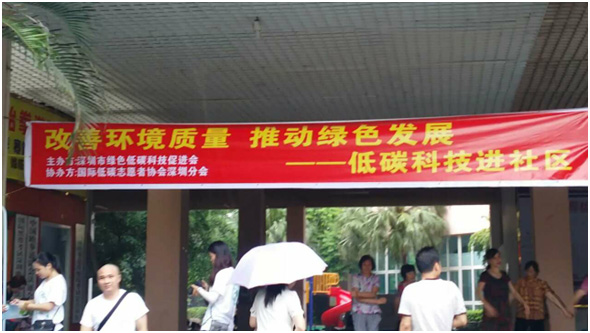 改善环境质量 推动绿色发展
主办方:深圳市绿色低碳科技促进会
协办方:国际低碳志愿者协会深圳分会
——低碳科技进社区